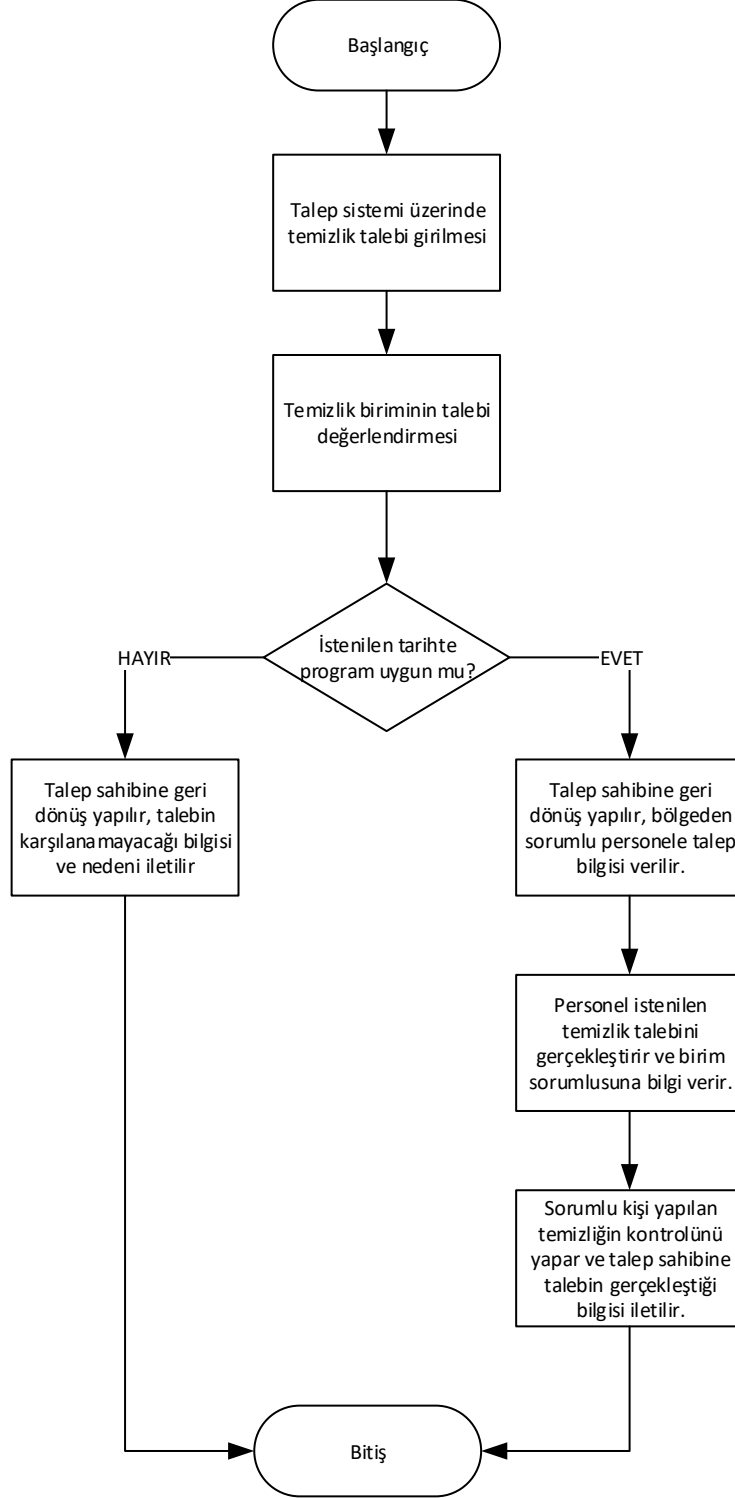 Başlangıç
Talep sistemi üzerinde
temizlik talebi girilmesi
Temizlik biriminin talebi
değerlendirmesi
İstenilen tarihte
program uygun mu?
HAYIR
EVET
Talep sahibine geri
dönüş yapılır, talebin
karşılanamayacağı bilgisi
ve nedeni iletilir
Talep sahibine geri
dönüş yapılır, bölgeden
sorumlu personele talep
bilgisi verilir.
Personel istenilen
temizlik talebini
gerçekleştirir ve birim
sorumlusuna bilgi verir.
Sorumlu kişi yapılan
temizliğin kontrolünü
yapar ve talep sahibine
talebin gerçekleştiği
bilgisi iletilir.
Bitiş